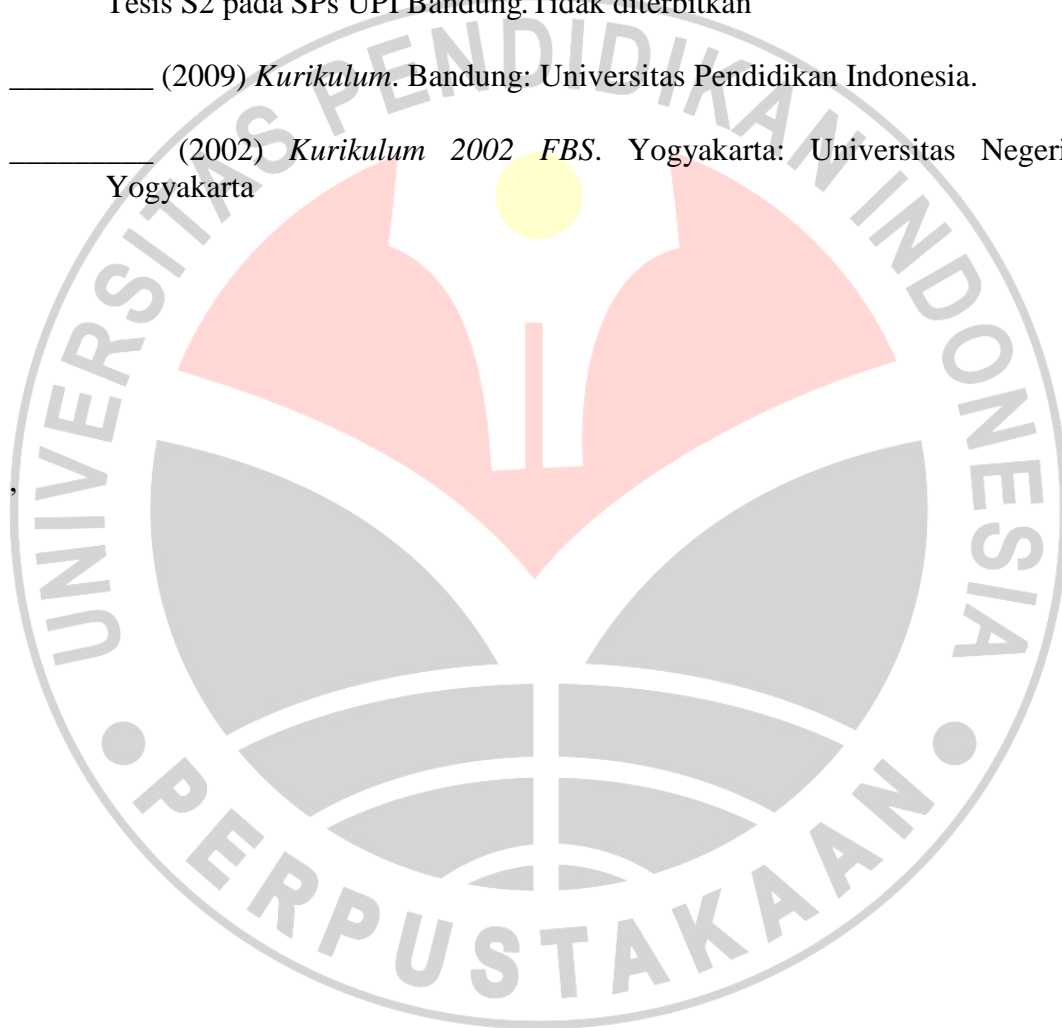 Tesis S2 pada SPs UPI Bandung.Tidak diterbitkan
_________ (2009) Kurikulum. Bandung: Universitas Pendidikan Indonesia.
_________ (2002) Kurikulum 2002 FBS. Yogyakarta: Universitas Negeri
Yogyakarta
,
UNIVERSITAS PENDIDIKAN INDONESIA
PERPUSTAKAAN